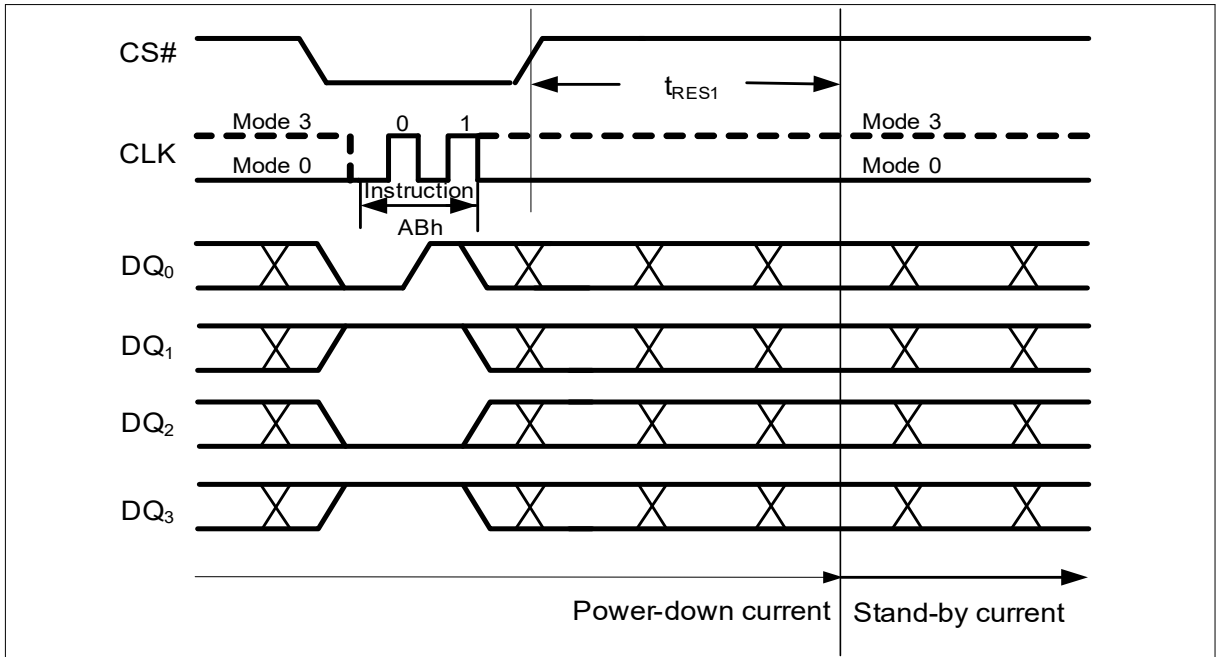 CS#
tRES1
Mode 3 0 1 Mode 3
CLK
Mode 0 Mode 0
Instruction
ABh
DQ0
DQ1
DQ2
DQ3
Power-down current Stand-by current